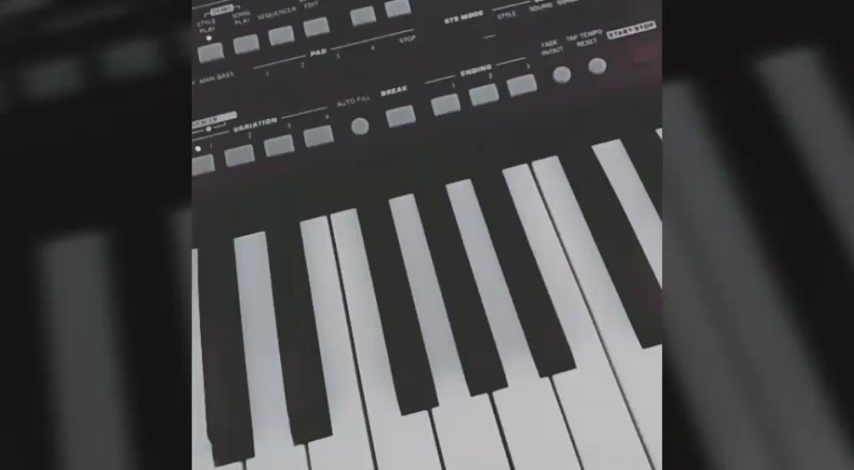 DEMO
STYLE PLAY
SONG PLAY
SEQUENCER
EDIT
STS MODE
STYLE
SOUND
MAIN BASS
PAD
1 2 3 4 STOP
FADE IN/OUT
TAP TEMPO RESET
START/STOP
VARIATION
1 2 3 4
AUTO FILL
BREAK
ENDING
1 2 3